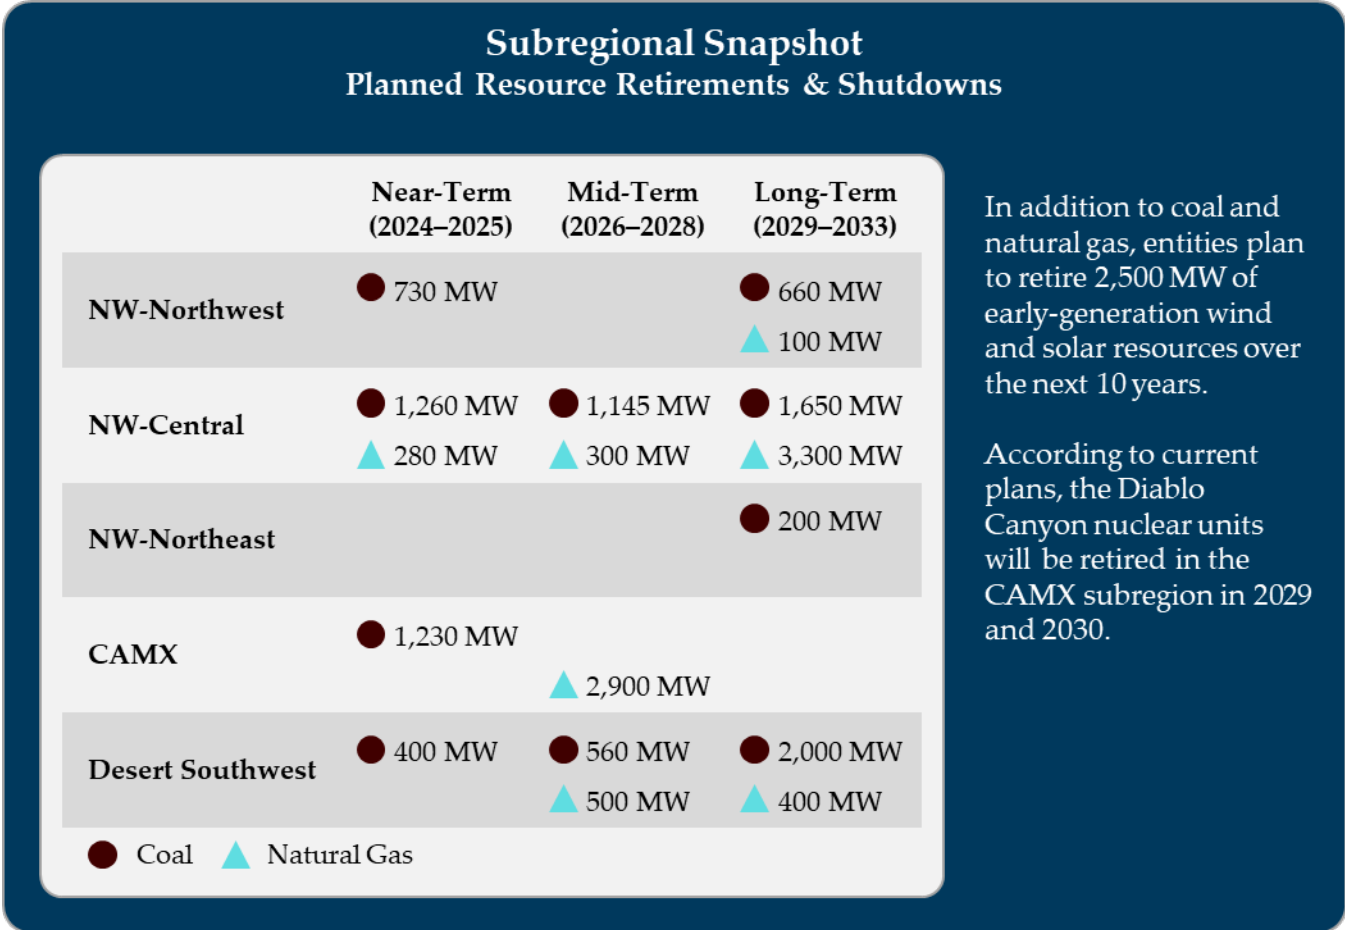 Subregional Snapshot
Planned Resource Retirements & Shutdowns
Near-Term Mid-Term Long-Term
(2024–2025) (2026–2028) (2029–2033)
NW-Northwest
730 MW 660 MW
100 MW
NW-Central
1,260 MW 1,145 MW 1,650 MW
280 MW 300 MW 3,300 MW
NW-Northeast
200 MW
CAMX
1,230 MW
2,900 MW
Desert Southwest
400 MW 560 MW 2,000 MW
500 MW 400 MW
Coal Natural Gas
In addition to coal and
natural gas, entities plan
to retire 2,500 MW of
early-generation wind
and solar resources over
the next 10 years.
According to current
plans, the Diablo
Canyon nuclear units
will be retired in the
CAMX subregion in 2029
and 2030.